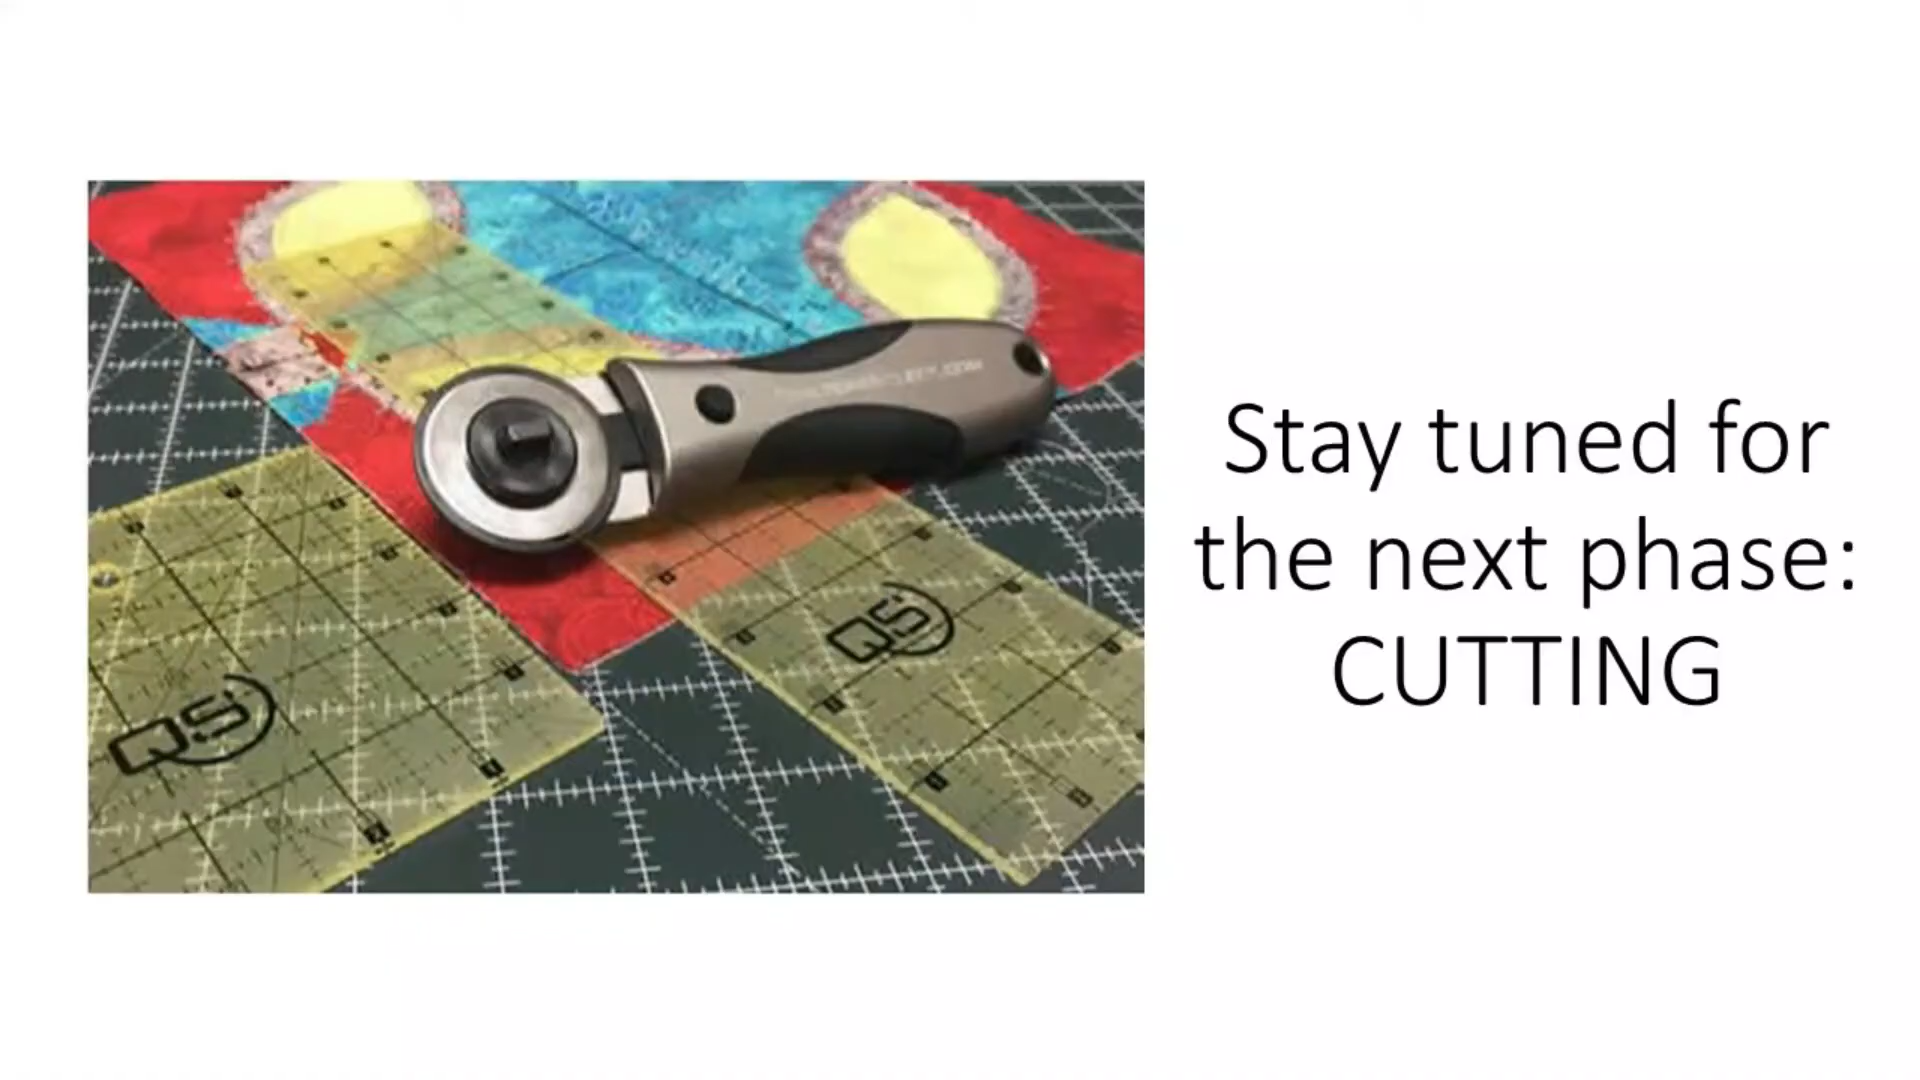 Stay tuned for
the next phase:
CUTTING
QS
QS